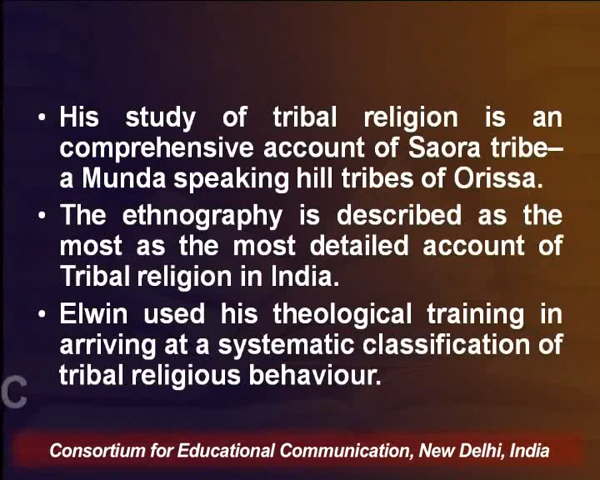 • His study of tribal religion is an
comprehensive account of Saora tribe–
a Munda speaking hill tribes of Orissa.
• The ethnography is described as the
most as the most detailed account of
Tribal religion in India.
• Elwin used his theological training in
arriving at a systematic classification of
tribal religious behaviour.
C
Consortium for Educational Communication, New Delhi, India